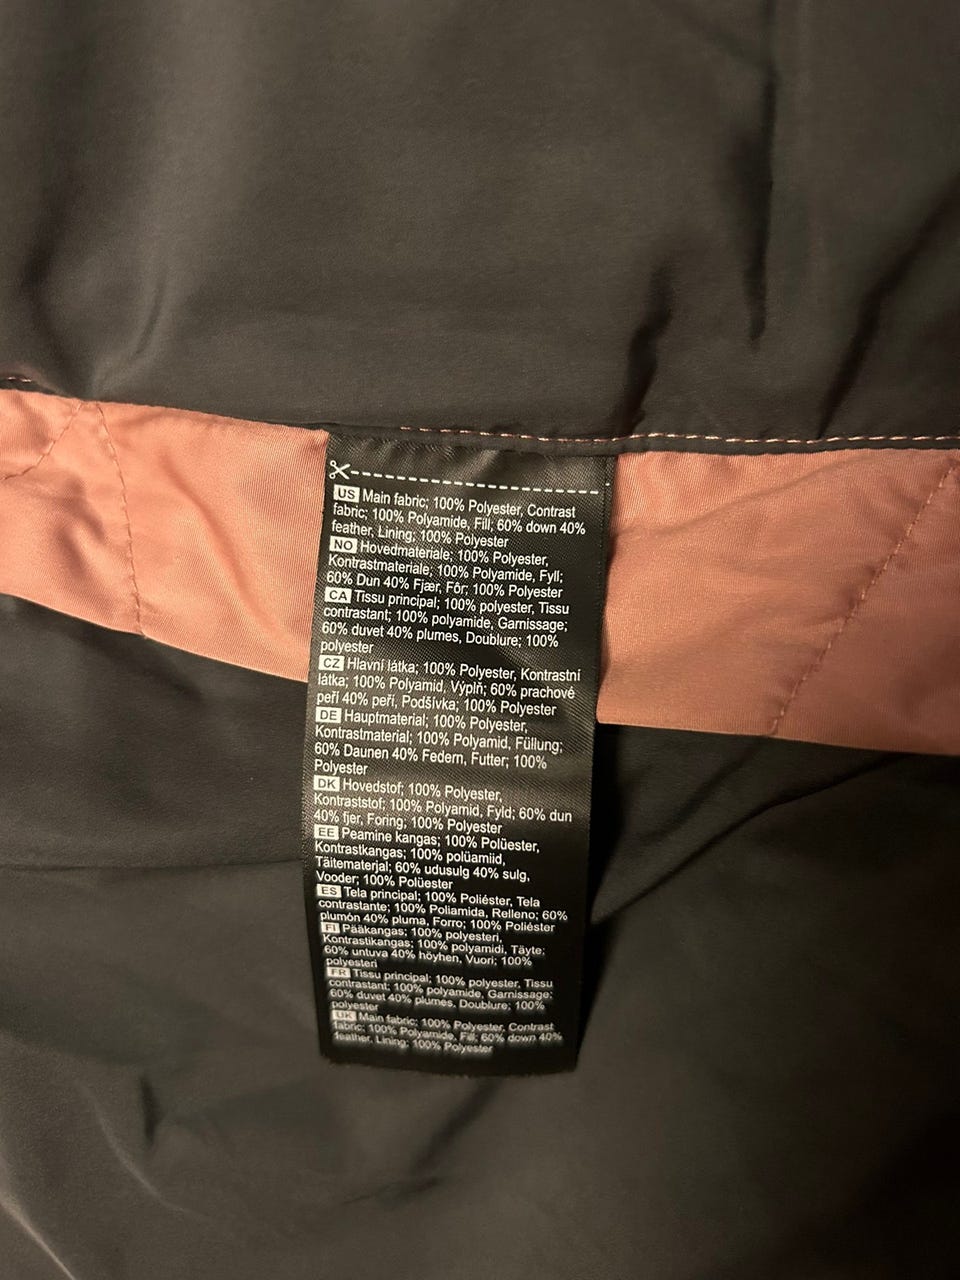 US Main fabric; 100% Polyester, Contrast
fabric; 100% Polyamide, Fill; 60% down 40%
feather, Lining; 100% Polyester
NO Hovedmateriale; 100% Polyester,
Kontrastmateriale; 100% Polyamide, Fyll;
60% Dun 40% Fjær, Fôr; 100% Polyester
CA Tissu principal; 100% polyester, Tissu
contrastant; 100% polyamide, Garnissage;
60% duvet 40% plumes, Doublure; 100%
polyester
CZ Hlavní látka; 100% Polyester, Kontrastní
látka; 100% Polyamid, Výplň; 60% prachové
peří 40% peří, Podšívka; 100% Polyester
DE Hauptmaterial; 100% Polyester,
Kontrastmaterial; 100% Polyamid, Füllung;
60% Daunen 40% Federn, Futter; 100%
Polyester
DK Hovedstof; 100% Polyester,
Kontraststof; 100% Polyamid, Fyld; 60% dun
40% fjer, Foring; 100% Polyester
EE Peamine kangas; 100% Polüester,
Kontrastkangas; 100% polüamiid,
Täitematerjal; 60% udusulg 40% sulg,
Vooder; 100% Polüester
ES Tela principal; 100% Poliéster, Tela
contrastante; 100% Poliamida, Relleno; 60%
plumón 40% pluma, Forro; 100% Poliéster
FI Pääkangas; 100% polyesteri,
Kontrastikangas; 100% polyamidi, Täyte;
60% untuva 40% höyhen, Vuori; 100%
polyesteri
FR Tissu principal; 100% polyester, Tissu
contrastant; 100% polyamide, Garnissage;
60% duvet 40% plumes, Doublure; 100%
polyester
UK Main fabric; 100% Polyester, Contrast
fabric; 100% Polyamide, Fill; 60% down 40%
feather, Lining; 100% Polyester